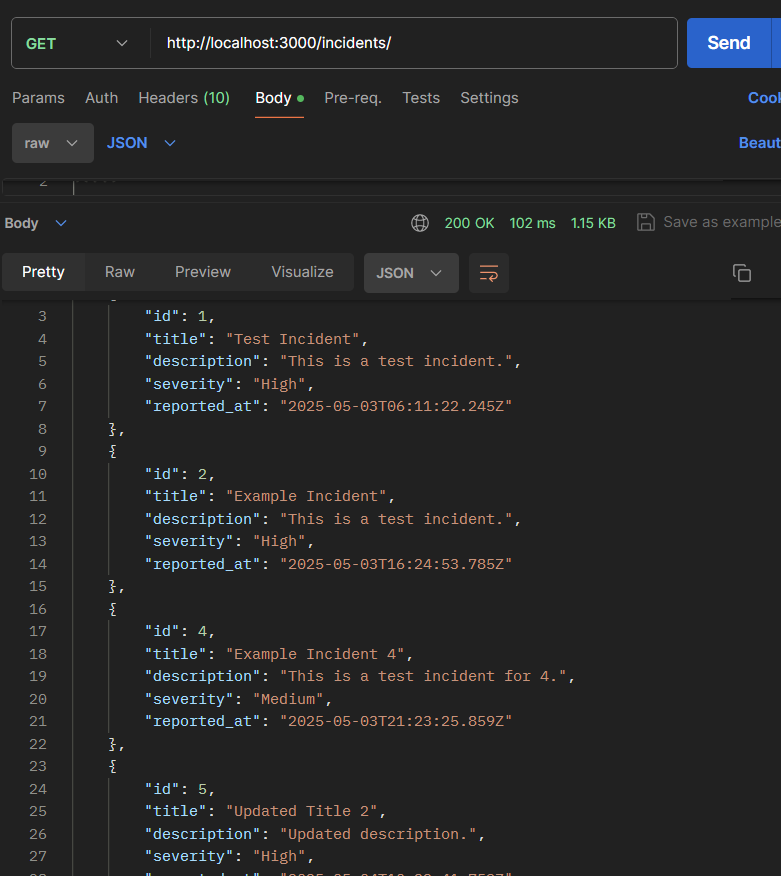 GET http://localhost:3000/incidents/ Send
Params Auth Headers (10) Body Pre-req. Tests Settings
raw JSON
2
Body 200 OK 102 ms 1.15 KB Save as example
Pretty Raw Preview Visualize JSON
3 "id": 1,
4 "title": "Test Incident",
5 "description": "This is a test incident.",
6 "severity": "High",
7 "reported_at": "2025-05-03T06:11:22.245Z"
8 },
9 {
10 "id": 2,
11 "title": "Example Incident",
12 "description": "This is a test incident.",
13 "severity": "High",
14 "reported_at": "2025-05-03T16:24:53.785Z"
15 },
16 {
17 "id": 4,
18 "title": "Example Incident 4",
19 "description": "This is a test incident for 4.",
20 "severity": "Medium",
21 "reported_at": "2025-05-03T21:23:25.859Z"
22 },
23 {
24 "id": 5,
25 "title": "Updated Title 2",
26 "description": "Updated description.",
27 "severity": "High",